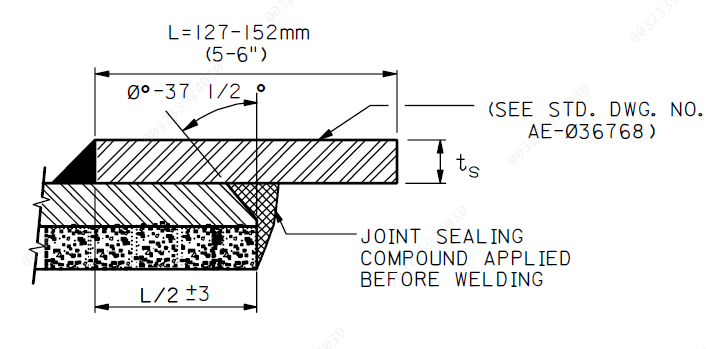 L=127-152mm
(5-6")
Ø°-37 1/2 °
(SEE STD. DWG. NO.
AE-Ø36768)
ts
JOINT SEALING
COMPOUND APPLIED
BEFORE WELDING
L/2 ±3